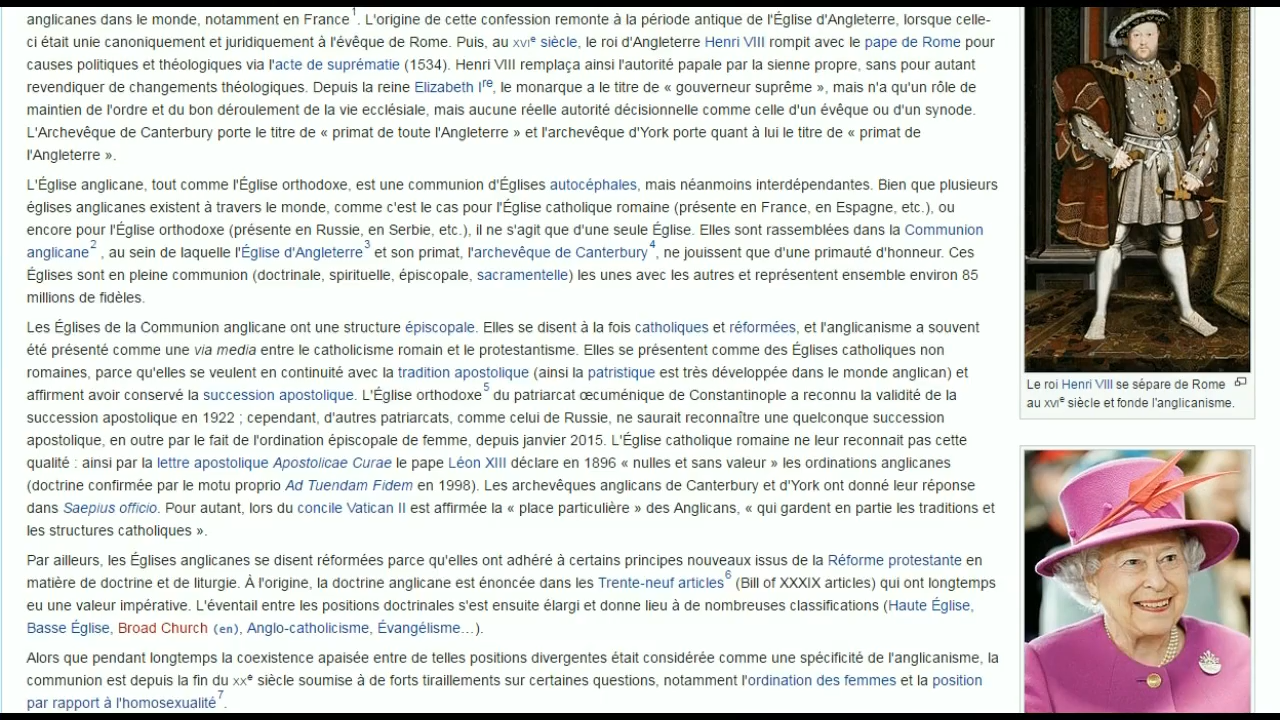 anglicanes dans le monde, notamment en France1. L'origine de cette confession remonte à la période antique de l'Église d'Angleterre, lorsque celle-
ci était unie canoniquement et juridiquement à l'évêque de Rome. Puis, au XVIe siècle, le roi d'Angleterre Henri VIII rompit avec le pape de Rome pour
causes politiques et théologiques via l'acte de suprématie (1534). Henri VIII remplaça ainsi l'autorité papale par la sienne propre, sans pour autant
revendiquer de changements théologiques. Depuis la reine Elizabeth Ire, le monarque a le titre de « gouverneur suprême », mais n'a qu'un rôle de
maintien de l'ordre et du bon déroulement de la vie ecclésiale, mais aucune réelle autorité décisionnelle comme celle d'un évêque ou d'un synode.
L'Archevêque de Canterbury porte le titre de « primat de toute l'Angleterre » et l'archevêque d'York porte quant à lui le titre de « primat de
l'Angleterre ».
L'Église anglicane, tout comme l'Église orthodoxe, est une communion d'Églises autocéphales, mais néanmoins interdépendantes. Bien que plusieurs
églises anglicanes existent à travers le monde, comme c'est le cas pour l'Église catholique romaine (présente en France, en Espagne, etc.), ou
encore pour l'Église orthodoxe (présente en Russie, en Serbie, etc.), il ne s'agit que d'une seule Église. Elles sont rassemblées dans la Communion
anglicane2 , au sein de laquelle l'Église d'Angleterre3 et son primat, l'archevêque de Canterbury4, ne jouissent que d'une primauté d'honneur. Ces
Églises sont en pleine communion (doctrinale, spirituelle, épiscopale, sacramentelle) les unes avec les autres et représentent ensemble environ 85
millions de fidèles.
Les Églises de la Communion anglicane ont une structure épiscopale. Elles se disent à la fois catholiques et réformées, et l'anglicanisme a souvent
été présenté comme une via media entre le catholicisme romain et le protestantisme. Elles se présentent comme des Églises catholiques non
romaines, parce qu'elles se veulent en continuité avec la tradition apostolique (ainsi la patristique est très développée dans le monde anglican) et
affirment avoir conservé la succession apostolique. L'Église orthodoxe5 du patriarcat œcuménique de Constantinople a reconnu la validité de la
succession apostolique en 1922 ; cependant, d'autres patriarcats, comme celui de Russie, ne saurait reconnaître une quelconque succession
apostolique, en outre par le fait de l'ordination épiscopale de femme, depuis janvier 2015. L'Église catholique romaine ne leur reconnait pas cette
qualité : ainsi par la lettre apostolique Apostolicae Curae le pape Léon XIII déclare en 1896 « nulles et sans valeur » les ordinations anglicanes
(doctrine confirmée par le motu proprio Ad Tuendam Fidem en 1998). Les archevêques anglicans de Canterbury et d'York ont donné leur réponse
dans Saepius officio. Pour autant, lors du concile Vatican II est affirmée la « place particulière » des Anglicans, « qui gardent en partie les traditions et
les structures catholiques ».
Par ailleurs, les Églises anglicanes se disent réformées parce qu'elles ont adhéré à certains principes nouveaux issus de la Réforme protestante en
matière de doctrine et de liturgie. À l'origine, la doctrine anglicane est énoncée dans les Trente-neuf articles6 (Bill of XXXIX articles) qui ont longtemps
eu une valeur impérative. L'éventail entre les positions doctrinales s'est ensuite élargi et donne lieu à de nombreuses classifications (Haute Église,
Basse Église, Broad Church (en), Anglo-catholicisme, Évangélisme...).
Alors que pendant longtemps la coexistence apaisée entre de telles positions divergentes était considérée comme une spécificité de l'anglicanisme, la
communion est depuis la fin du XXe siècle soumise à de forts tiraillements sur certaines questions, notamment l'ordination des femmes et la position
par rapport à l'homosexualité7.
Le roi Henri VIII se sépare de Rome
au XVIe siècle et fonde l'anglicanisme.